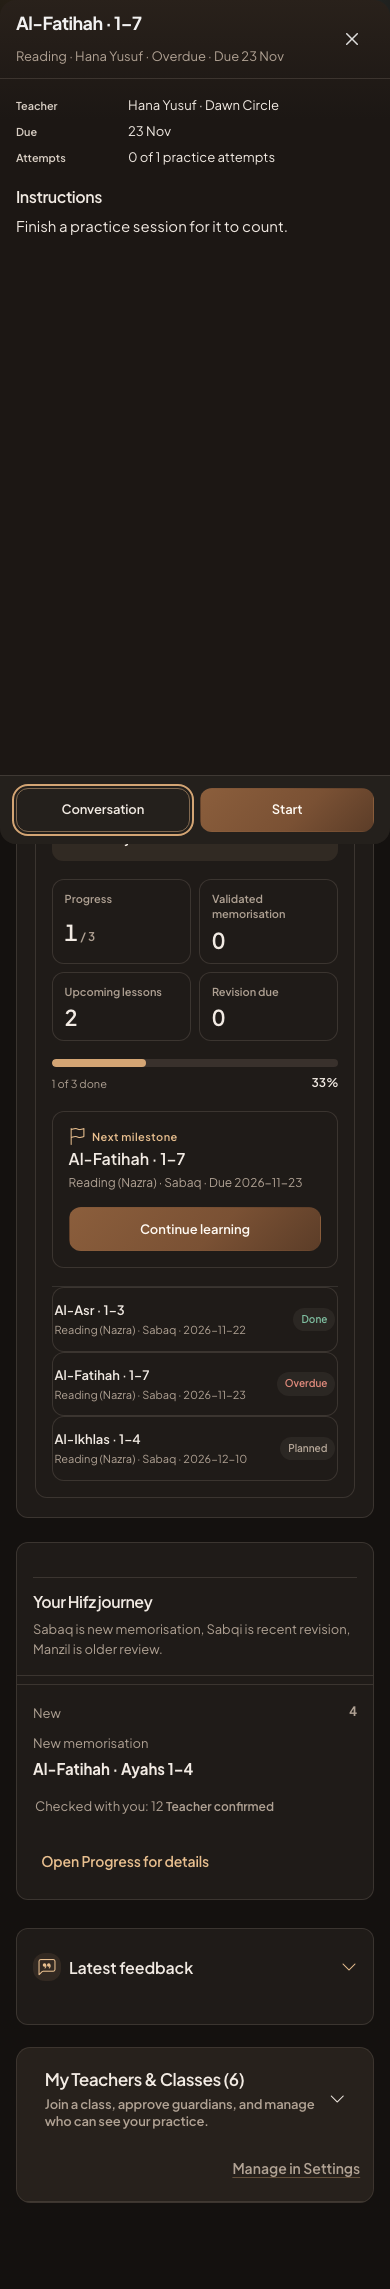 Al-Fatihah · 1–7
Reading · Hana Yusuf · Overdue · Due 23 Nov
Teacher
Hana Yusuf · Dawn Circle
Due
23 Nov
Attempts
0 of 1 practice attempts
Instructions
Finish a practice session for it to count.
Conversation
Start
Progress
1 / 3
Validated
memorisation
0
Upcoming lessons
2
Revision due
0
1 of 3 done
33%
Next milestone
Al-Fatihah · 1–7
Reading (Nazra) · Sabaq · Due 2026-11-23
Continue learning
Al-Asr · 1–3
Reading (Nazra) · Sabaq · 2026-11-22
Done
Al-Fatihah · 1–7
Reading (Nazra) · Sabaq · 2026-11-23
Overdue
Al-Ikhlas · 1–4
Reading (Nazra) · Sabaq · 2026-12-10
Planned
Your Hifz journey
Sabaq is new memorisation, Sabqi is recent revision,
Manzil is older review.
New
4
New memorisation
Al-Fatihah · Ayahs 1–4
Checked with you: 12 Teacher confirmed
Open Progress for details
Latest feedback
My Teachers & Classes (6)
Join a class, approve guardians, and manage
who can see your practice.
Manage in Settings